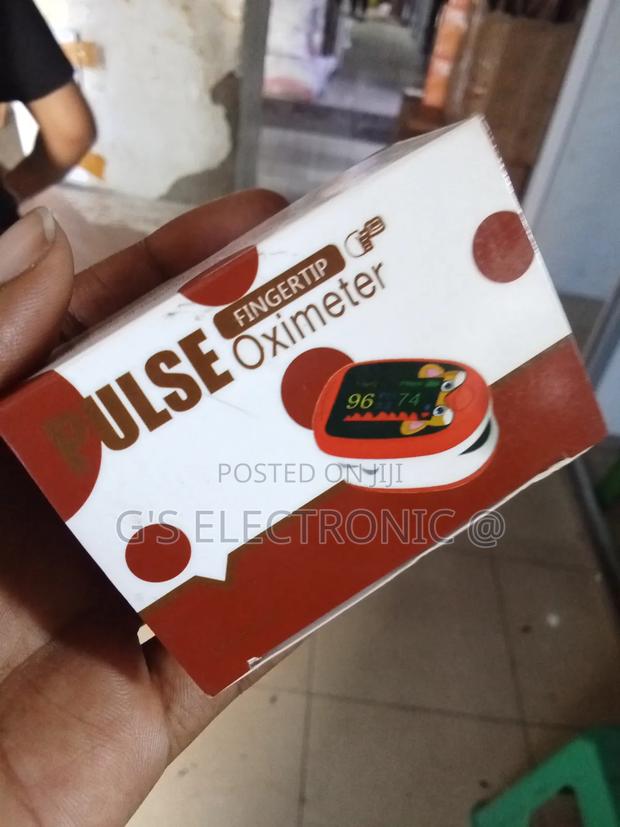 FINGERTIP
PULSE Oximeter
96 74
POSTED ON JIJI
G'S ELECTRONIC @